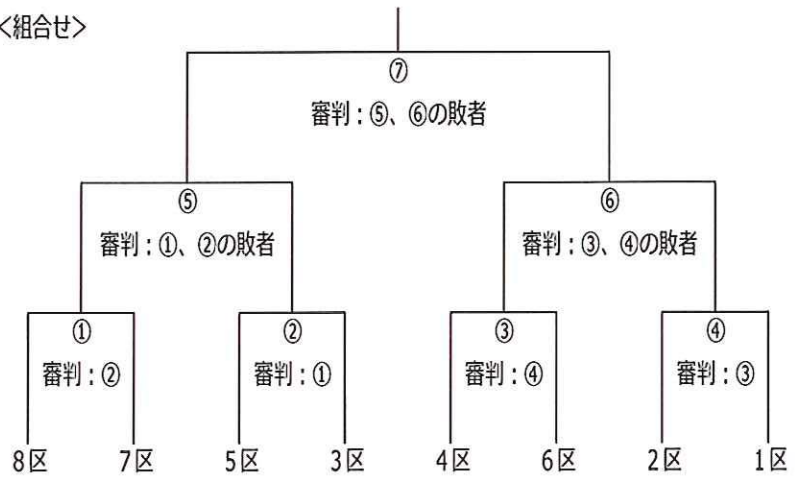 <組合せ>
⑦
審判：⑤、⑥の敗者
⑤
⑥
審判：①、②の敗者
審判：③、④の敗者
①
②
③
④
審判：②
審判：①
審判：④
審判：③
8区
7区
5区
3区
4区
6区
2区
1区